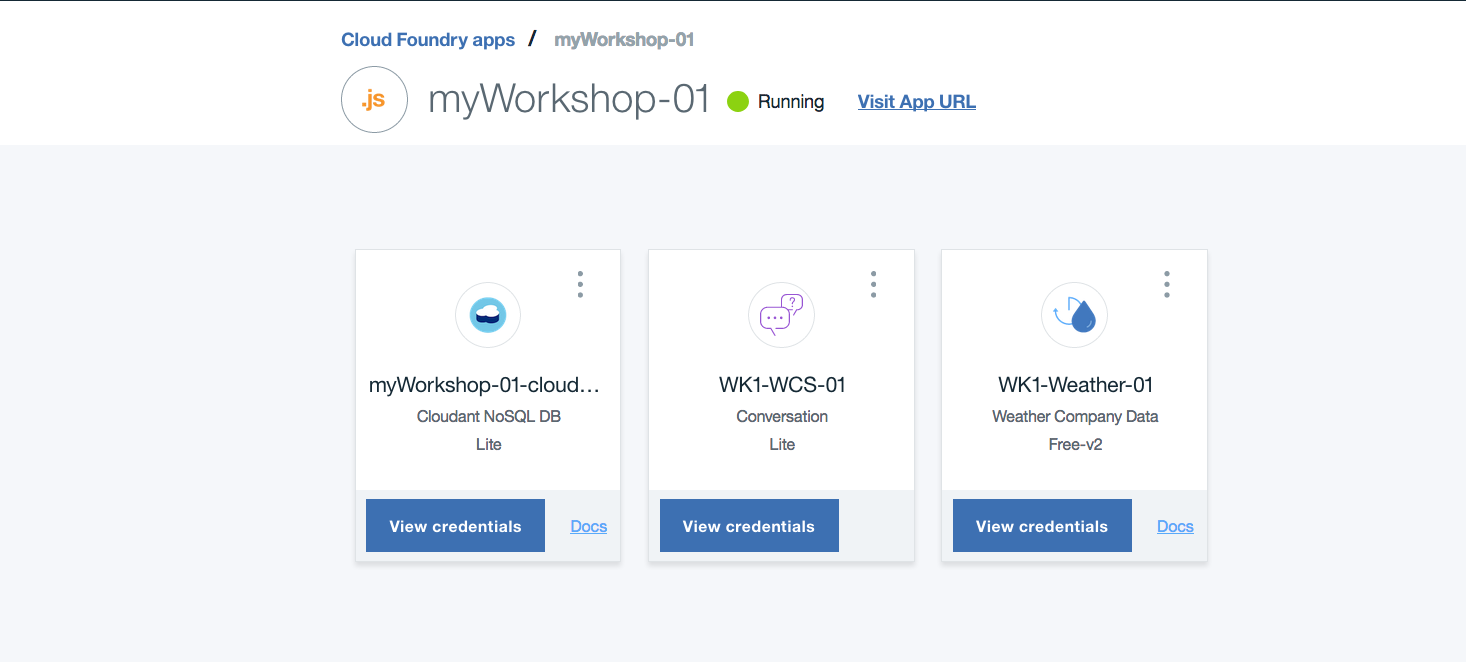 Cloud Foundry apps / myWorkshop-01
.js myWorkshop-01 Running Visit App URL
?
myWorkshop-01-cloud...
Cloudant NoSQL DB
Lite
View credentials Docs
WK1-WCS-01
Conversation
Lite
View credentials
WK1-Weather-01
Weather Company Data
Free-v2
View credentials Docs